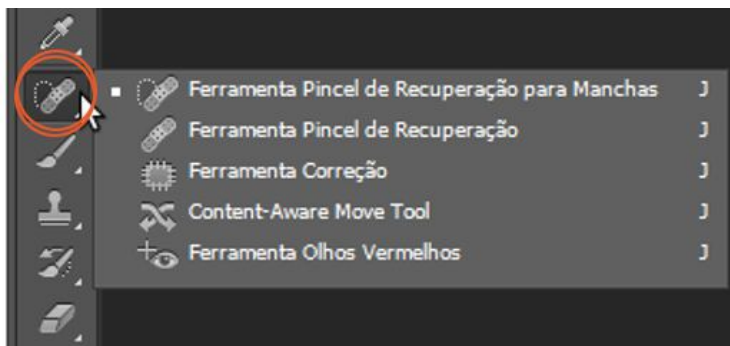 Ferramenta Pincel de Recuperação para Manchas J
Ferramenta Pincel de Recuperação J
Ferramenta Correção J
Content-Aware Move Tool J
Ferramenta Olhos Vermelhos J